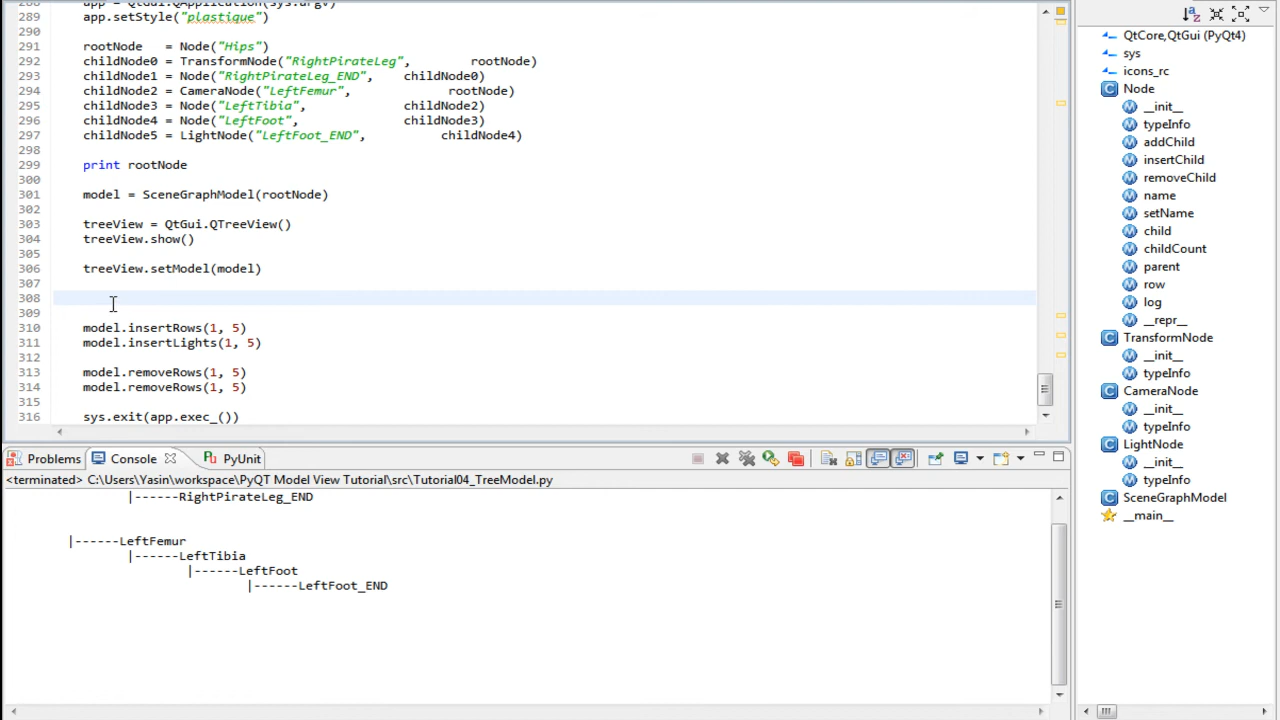 288 app = QtGui.QApplication(sys.argv)
289 app.setStyle("plastique")
290
291 rootNode   = Node("Hips")
292 childNode0 = TransformNode("RightPirateLeg",        rootNode)
293 childNode1 = Node("RightPirateLeg_END",    childNode0)
294 childNode2 = CameraNode("LeftFemur",             rootNode)
295 childNode3 = Node("LeftTibia",             childNode2)
296 childNode4 = Node("LeftFoot",              childNode3)
297 childNode5 = LightNode("LeftFoot_END",           childNode4)
298
299 print rootNode
300
301 model = SceneGraphModel(rootNode)
302
303 treeView = QtGui.QTreeView()
304 treeView.show()
305
306 treeView.setModel(model)
307
308
309
310 model.insertRows(1, 5)
311 model.insertLights(1, 5)
312
313 model.removeRows(1, 5)
314 model.removeRows(1, 5)
315
316 sys.exit(app.exec_())
Problems Console PyUnit
<terminated> C:\Users\Yasin\workspace\PyQT Model View Tutorial\src\Tutorial04_TreeModel.py
|------RightPirateLeg_END
|------LeftFemur
|------LeftTibia
|------LeftFoot
|------LeftFoot_END
QtCore,QtGui (PyQt4)
sys
icons_rc
Node
__init__
typeInfo
addChild
insertChild
removeChild
name
setName
child
childCount
parent
row
log
__repr__
TransformNode
__init__
typeInfo
CameraNode
__init__
typeInfo
LightNode
__init__
typeInfo
SceneGraphModel
__main__